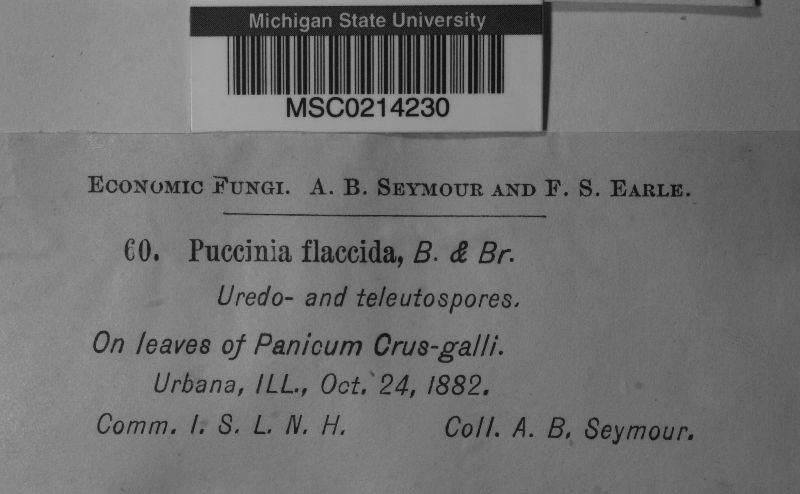 Michigan State University
MSC0214230
ECONOMIC FUNGI. A. B. SEYMOUR AND F. S. EARLE.
60. Puccinia flaccida, B. & Br.
Uredo- and teleutospores.
On leaves of Panicum Crus-galli.
Urbana, ILL., Oct. 24, 1882.
Comm. I. S. L. N. H. Coll. A. B. Seymour.